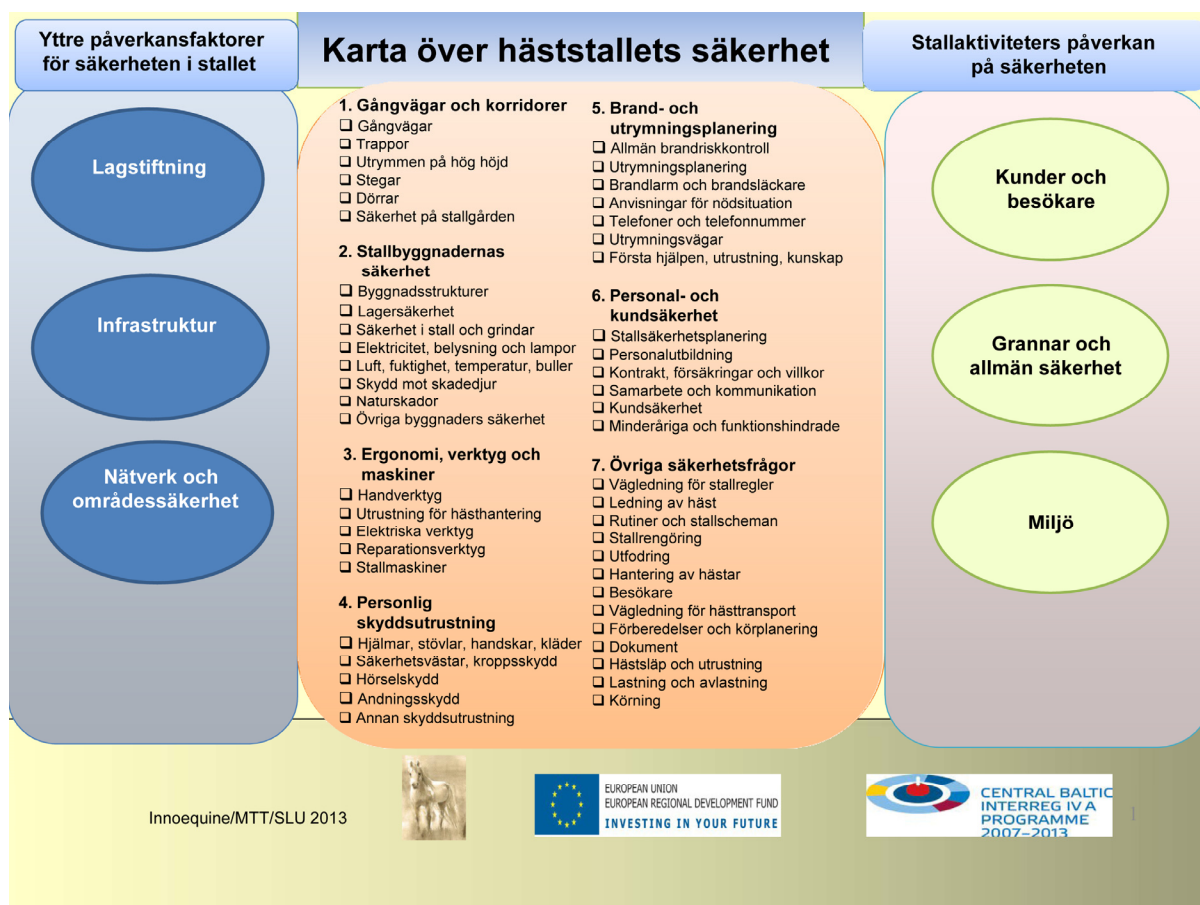 Yttre påverkansfaktorer
för säkerheten i stallet
Lagstiftning
Infrastruktur
Nätverk och
områdessäkerhet
Karta över häststallets säkerhet
1. Gångvägar och korridorer
Gångvägar
Trappor
Utrymmen på hög höjd
Stegar
Dörrar
Säkerhet på stallgården
2. Stallbyggnadernas
säkerhet
Byggnadsstrukturer
Lagersäkerhet
Säkerhet i stall och grindar
Elektricitet, belysning och lampor
Luft, fuktighet, temperatur, buller
Skydd mot skadedjur
Naturskador
Övriga byggnaders säkerhet
3. Ergonomi, verktyg och
maskiner
Handverktyg
Utrustning för hästhantering
Elektriska verktyg
Reparationsverktyg
Stallmaskiner
4. Personlig
skyddsutrustning
Hjälmar, stövlar, handskar, kläder
Säkerhetsvästar, kroppsskydd
Hörselskydd
Andningsskydd
Annan skyddsutrustning
5. Brand- och
utrymningsplanering
Allmän brandriskkontroll
Utrymningsplanering
Brandlarm och brandsläckare
Anvisningar för nödsituation
Telefoner och telefonnummer
Utrymningsvägar
Första hjälpen, utrustning, kunskap
6. Personal- och
kundsäkerhet
Stallsäkerhetsplanering
Personalutbildning
Kontrakt, försäkringar och villkor
Samarbete och kommunikation
Kundsäkerhet
Minderåriga och funktionshindrade
7. Övriga säkerhetsfrågor
Vägledning för stallregler
Ledning av häst
Rutiner och stallscheman
Stallrengöring
Utfodring
Hantering av hästar
Besökare
Vägledning för hästtransport
Förberedelser och körplanering
Dokument
Hästsläp och utrustning
Lastning och avlastning
Körning
Stallaktiviteters påverkan
på säkerheten
Kunder och
besökare
Grannar och
allmän säkerhet
Miljö
Innoequine/MTT/SLU 2013
EUROPEAN UNION
EUROPEAN REGIONAL DEVELOPMENT FUND
INVESTING IN YOUR FUTURE
CENTRAL BALTIC
INTERREG IV A
PROGRAMME
2007–2013
1